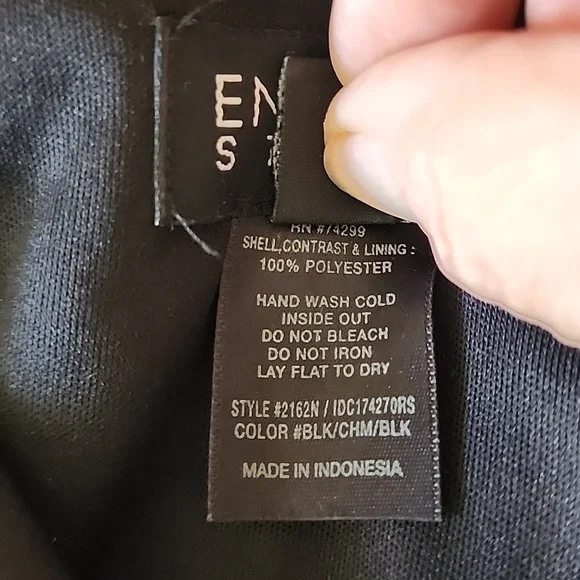 EN
S
RN #74299
SHELL,CONTRAST & LINING :
100% POLYESTER
HAND WASH COLD
INSIDE OUT
DO NOT BLEACH
DO NOT IRON
LAY FLAT TO DRY
STYLE #2162N / IDC174270RS
COLOR #BLK/CHM/BLK
MADE IN INDONESIA